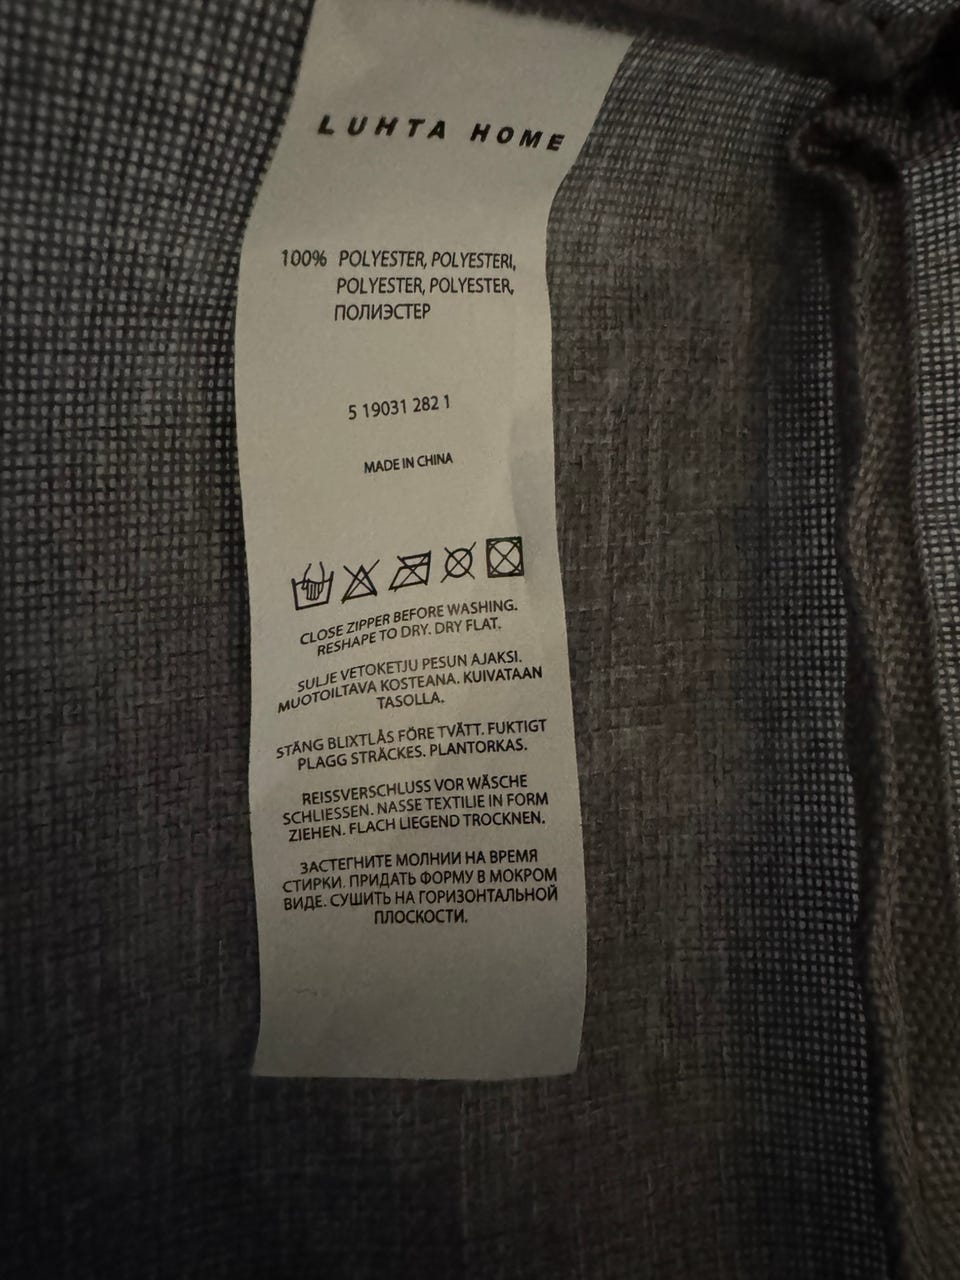 LUHTA HOME
100% POLYESTER, POLYESTERI,
POLYESTER, POLYESTER,
ПОЛИЭСТЕР
5 19031 282 1
MADE IN CHINA
CLOSE ZIPPER BEFORE WASHING.
RESHAPE TO DRY. DRY FLAT.
SULJE VETOKETJU PESUN AJAKSI.
MUOTOILTAVA KOSTEANA. KUIVATAAN
TASOLLA.
STÄNG BLIXTLÅS FÖRE TVÄTT. FUKTIGT
PLAGG STRÄCKES. PLANTORKAS.
REISSVERSCHLUSS VOR WÄSCHE
SCHLIESSEN. NASSE TEXTILIE IN FORM
ZIEHEN. FLACH LIEGEND TROCKNEN.
ЗАСТЕГНИТЕ МОЛНИИ НА ВРЕМЯ
СТИРКИ. ПРИДАТЬ ФОРМУ В МОКРОМ
ВИДЕ. СУШИТЬ НА ГОРИЗОНТАЛЬНОЙ
ПЛОСКОСТИ.